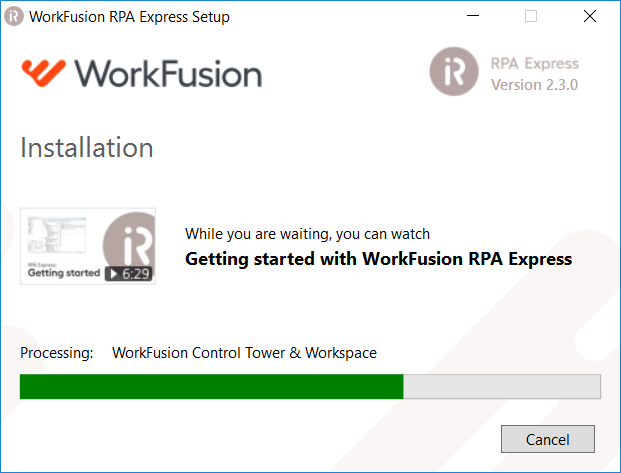 WorkFusion RPA Express Setup
WorkFusion
RPA Express
Version 2.3.0
Installation
RPA Express:
Getting started
6:29
While you are waiting, you can watch
Getting started with WorkFusion RPA Express
Processing: WorkFusion Control Tower & Workspace
Cancel